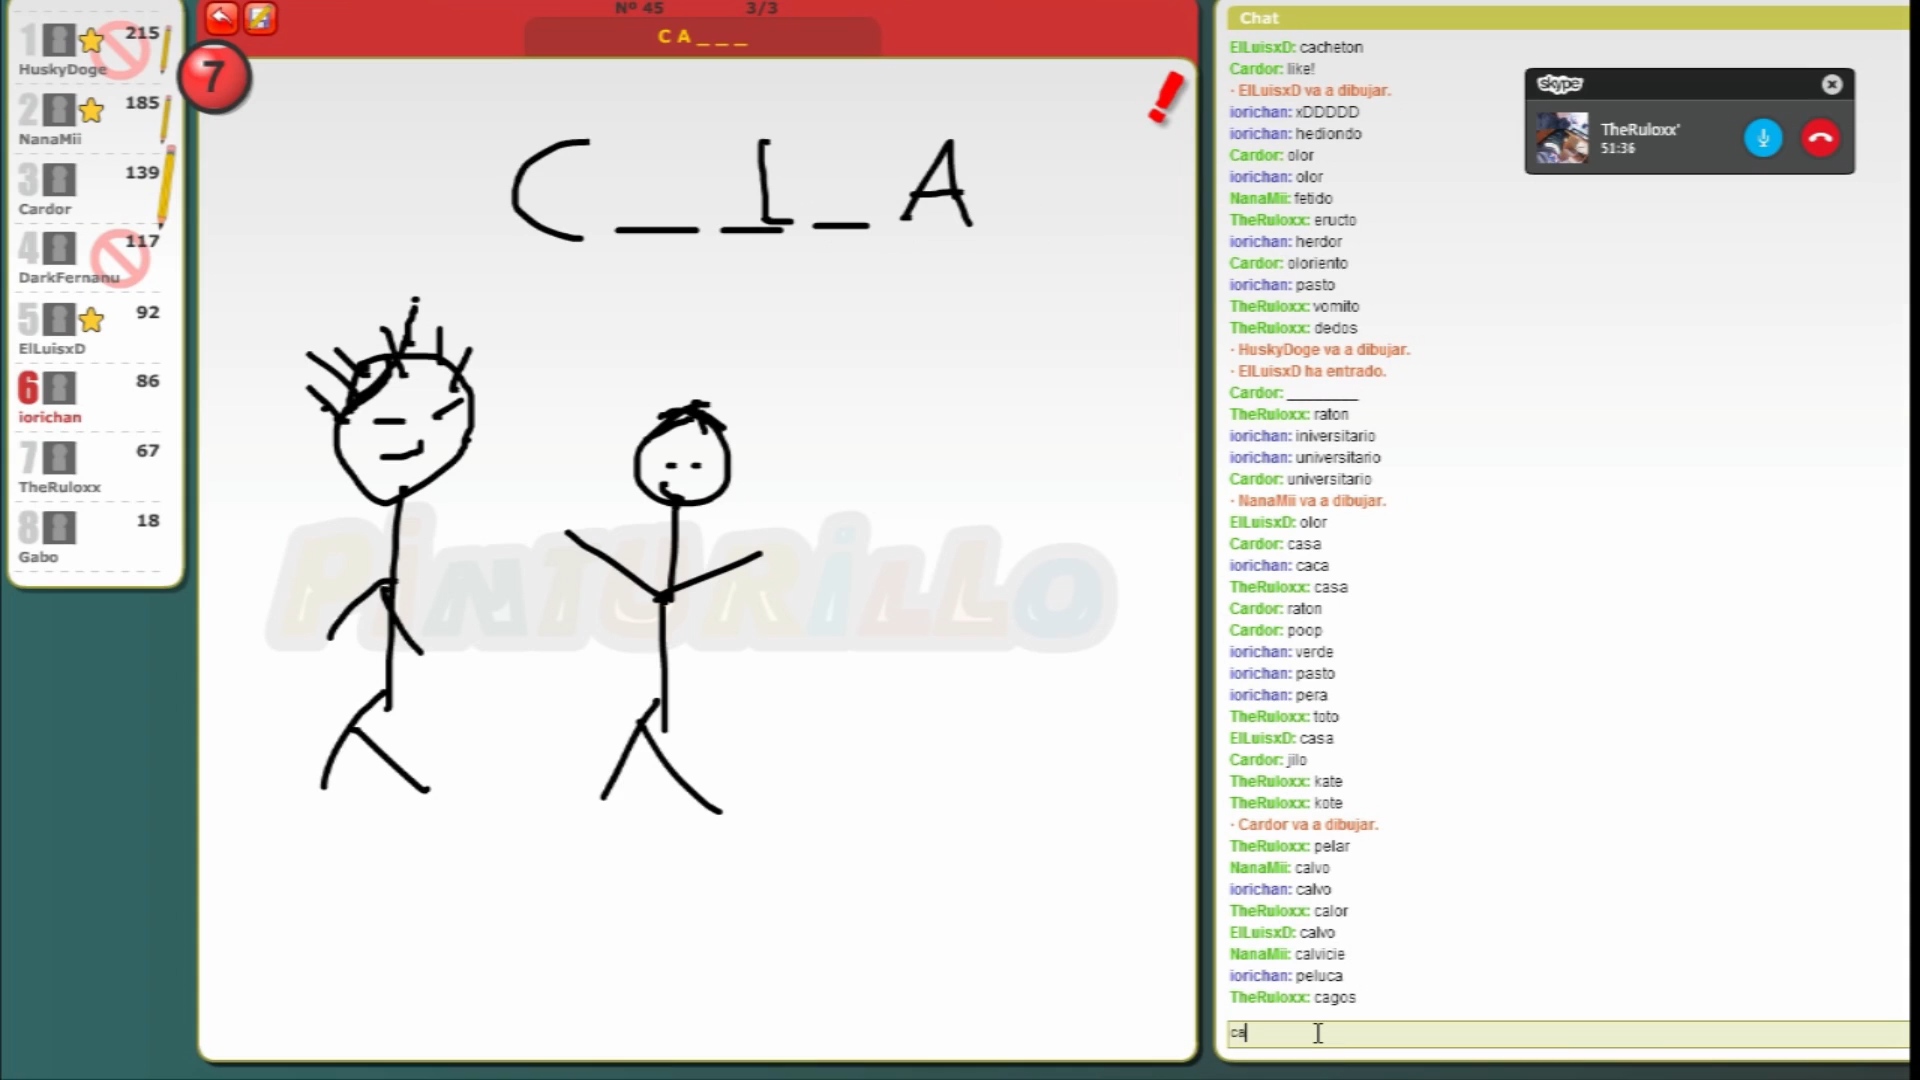 Nº 45 3/3
C A _ _ _
7
1 215
HuskyDoge
2 185
NanaMii
3 139
Cardor
4 117
DarkFernanu
5 92
ElLuisxD
6 86
iorichan
7 67
TheRuloxx
8 18
Gabo
C _ L _ A
PiNTURiLLO
Chat
ElLuisxD: cacheton
Cardor: like!
· ElLuisxD va a dibujar.
iorichan: xDDDDD
iorichan: hediondo
Cardor: olor
iorichan: olor
NanaMii: fetido
TheRuloxx: eructo
iorichan: herdor
Cardor: oloriento
iorichan: pasto
TheRuloxx: vomito
TheRuloxx: dedos
· HuskyDoge va a dibujar.
· ElLuisxD ha entrado.
Cardor: ________
TheRuloxx: raton
iorichan: iniversitario
iorichan: universitario
Cardor: universitario
· NanaMii va a dibujar.
ElLuisxD: olor
Cardor: casa
iorichan: caca
TheRuloxx: casa
Cardor: raton
Cardor: poop
iorichan: verde
iorichan: pasto
iorichan: pera
TheRuloxx: toto
ElLuisxD: casa
Cardor: jilo
TheRuloxx: kate
TheRuloxx: kote
· Cardor va a dibujar.
TheRuloxx: pelar
NanaMii: calvo
iorichan: calvo
TheRuloxx: calor
ElLuisxD: calvo
NanaMii: calvicie
iorichan: peluca
TheRuloxx: cagos
ca
skype
TheRuloxx'
51:36